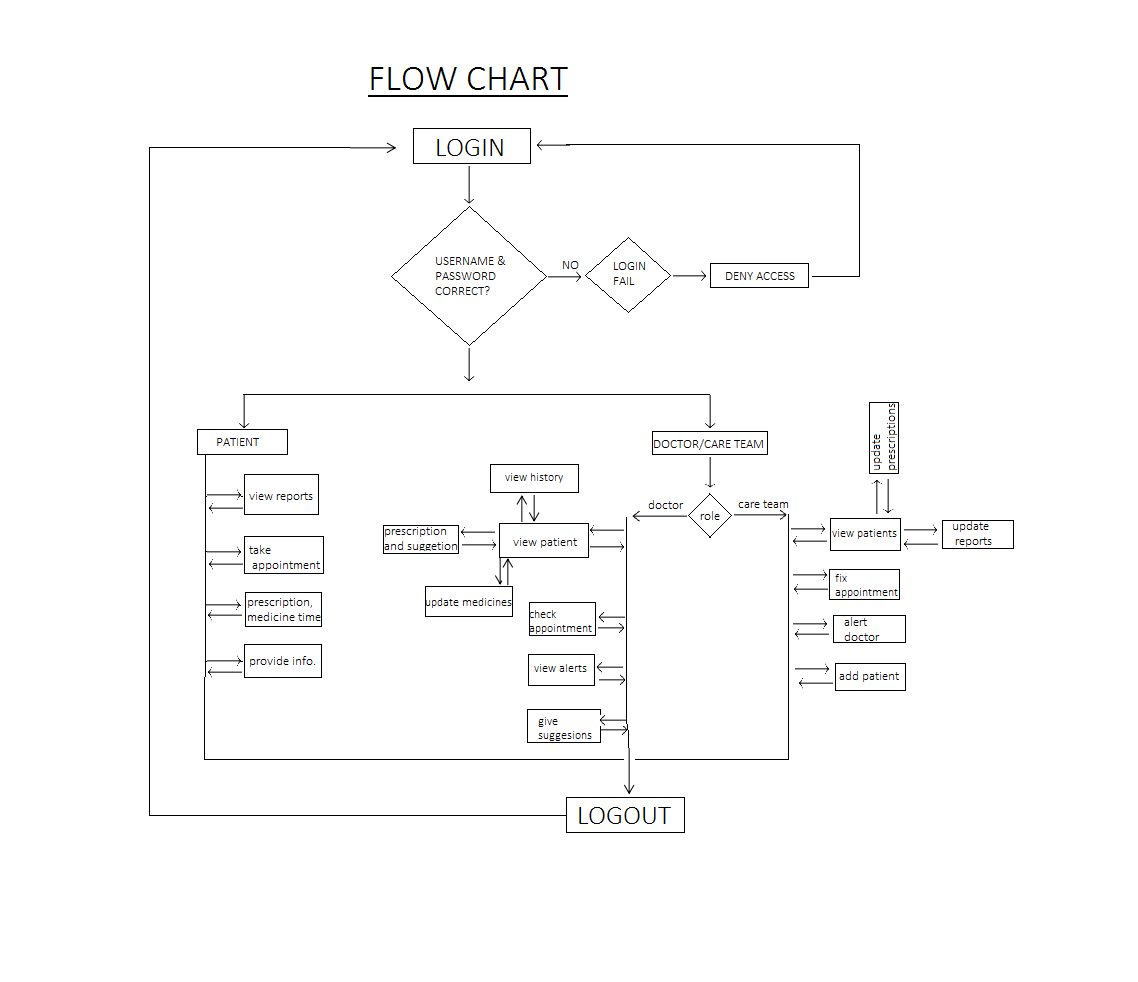 FLOW CHART
LOGIN
USERNAME &
PASSWORD
CORRECT?
NO
LOGIN
FAIL
DENY ACCESS
PATIENT
DOCTOR/CARE TEAM
update
prescriptions
view reports
take
appointment
prescription,
medicine time
provide info.
view history
doctor
role
care team
prescription
and suggetion
view patient
update medicines
check
appointment
view alerts
give
suggesions
view patients
update
reports
fix
appointment
alert
doctor
add patient
LOGOUT